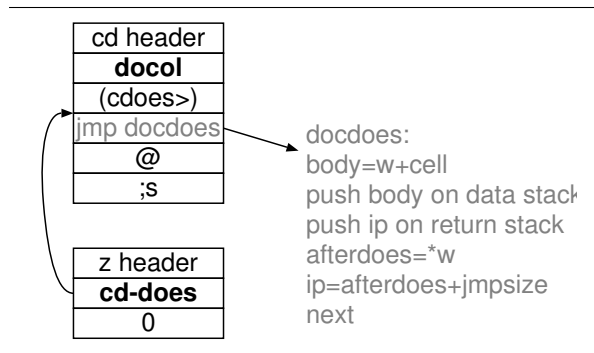 cd header
docol
(cdoes>)
jmp docdoes
@
;s
z header
cd-does
0
docdoes:
body=w+cell
push body on data stack
push ip on return stack
afterdoes=*w
ip=afterdoes+jmpsize
next